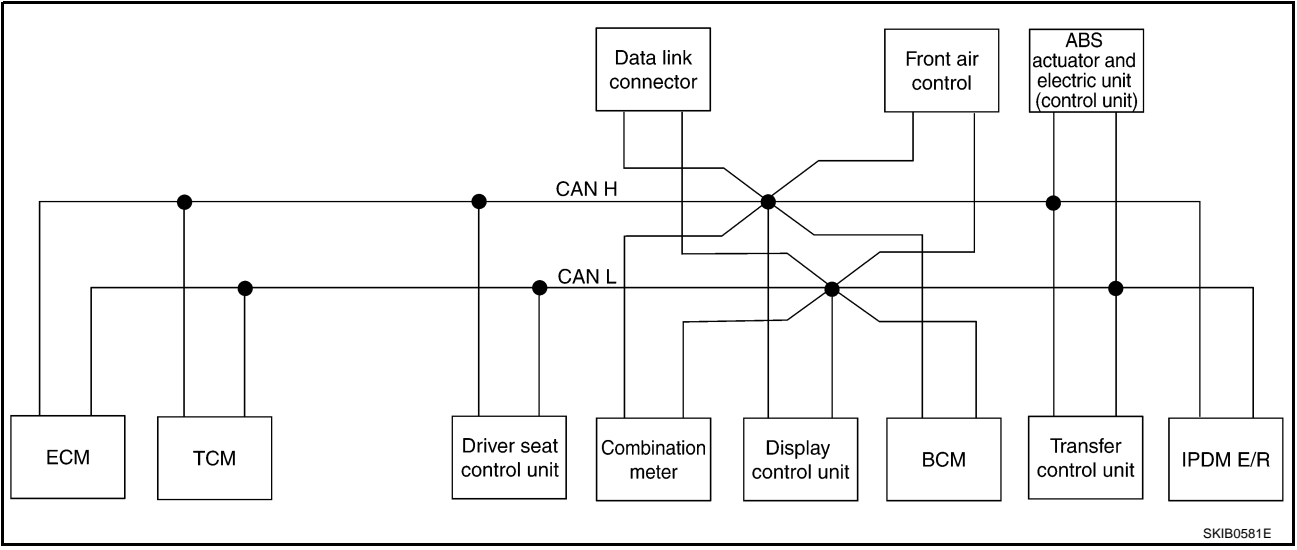 Data link
connector
Front air
control
ABS
actuator and
electric unit
(control unit)
CAN H
CAN L
ECM
TCM
Driver seat
control unit
Combination
meter
Display
control unit
BCM
Transfer
control unit
IPDM E/R
SKIB0581E